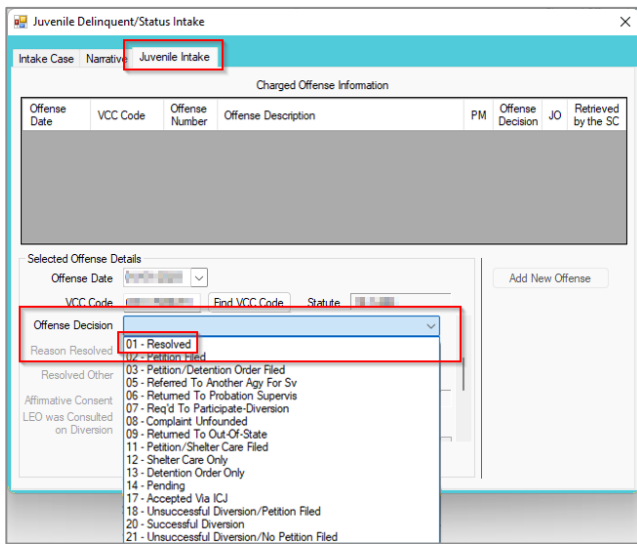 Juvenile Delinquent/Status Intake
Intake Case Narrative Juvenile Intake
Charged Offense Information
Offense Date VCC Code Offense Number Offense Description PM Offense Decision JO Retrieved by the SC
Selected Offense Details
Offense Date
Add New Offense
VCC Code Find VCC Code Statute
Offense Decision
01 - Resolved
Reason Resolved
02 - Petition Filed
03 - Petition/Detention Order Filed
Resolved Other
05 - Referred To Another Agy For Sv
06 - Returned To Probation Supervis
Affirmative Consent
07 - Req'd To Participate-Diversion
LEO was Consulted on Diversion
08 - Complaint Unfounded
09 - Returned To Out-Of-State
11 - Petition/Shelter Care Filed
12 - Shelter Care Only
13 - Detention Order Only
14 - Pending
17 - Accepted Via ICJ
18 - Unsuccessful Diversion/Petition Filed
20 - Successful Diversion
21 - Unsuccessful Diversion/No Petition Filed